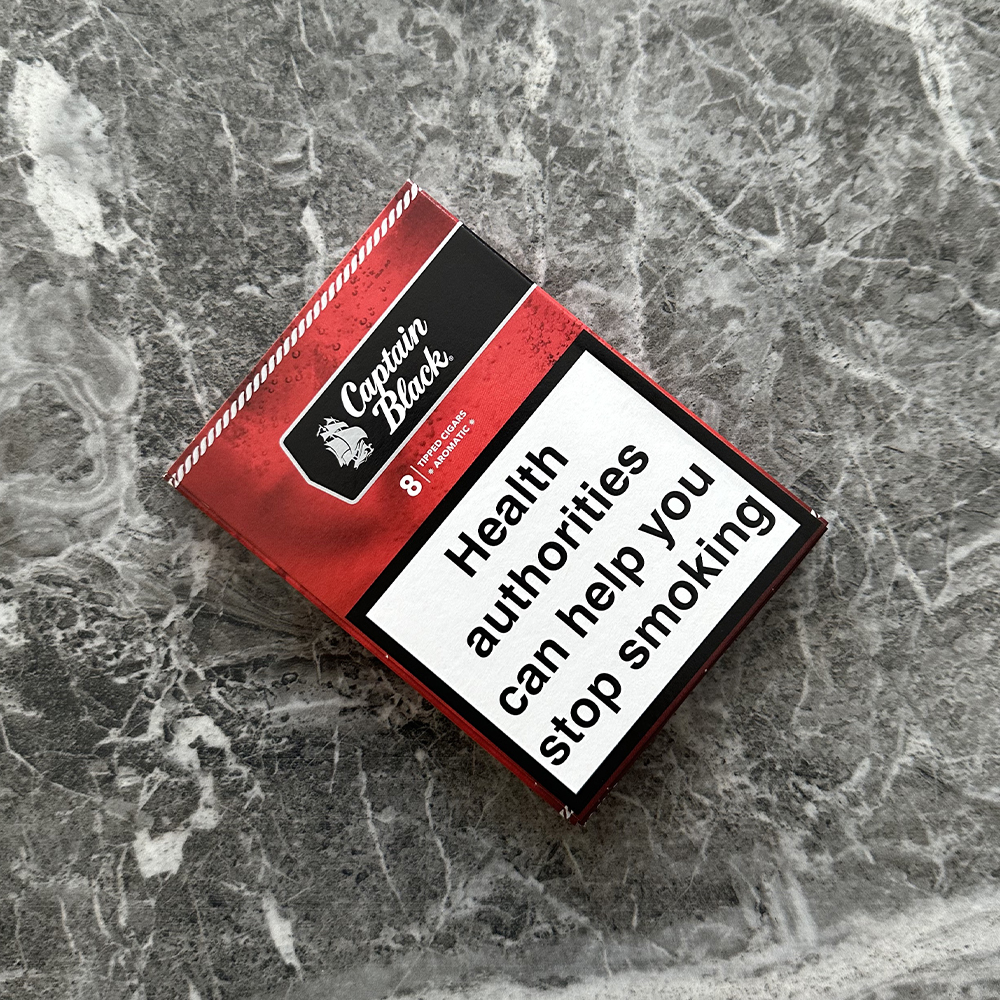 Captain
Black®
8 TIPPED CIGARS
• AROMATIC •
Health
authorities
can help you
stop smoking